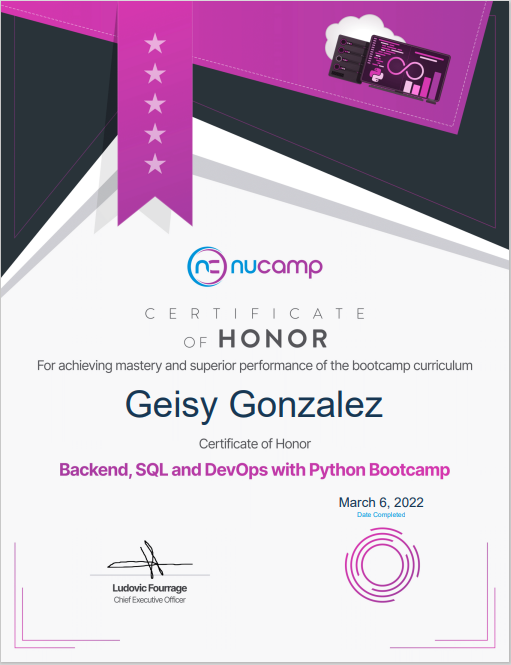 nucamp
CERTIFICATE
OF HONOR
For achieving mastery and superior performance of the bootcamp curriculum
Geisy Gonzalez
Certificate of Honor
Backend, SQL and DevOps with Python Bootcamp
March 6, 2022
Date Completed
Ludovic Fourrage
Chief Executive Officer